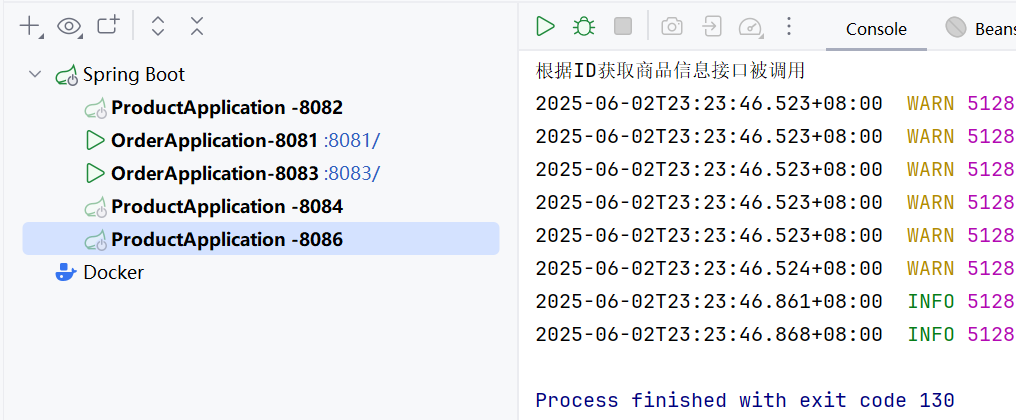 Spring Boot
ProductApplication -8082
OrderApplication-8081 :8081/
OrderApplication-8083 :8083/
ProductApplication -8084
ProductApplication -8086
Docker
Console
Beans
根据ID获取商品信息接口被调用
2025-06-02T23:23:46.523+08:00 WARN 5128
2025-06-02T23:23:46.523+08:00 WARN 5128
2025-06-02T23:23:46.523+08:00 WARN 5128
2025-06-02T23:23:46.523+08:00 WARN 5128
2025-06-02T23:23:46.523+08:00 WARN 5128
2025-06-02T23:23:46.524+08:00 WARN 5128
2025-06-02T23:23:46.861+08:00 INFO 5128
2025-06-02T23:23:46.868+08:00 INFO 5128
Process finished with exit code 130